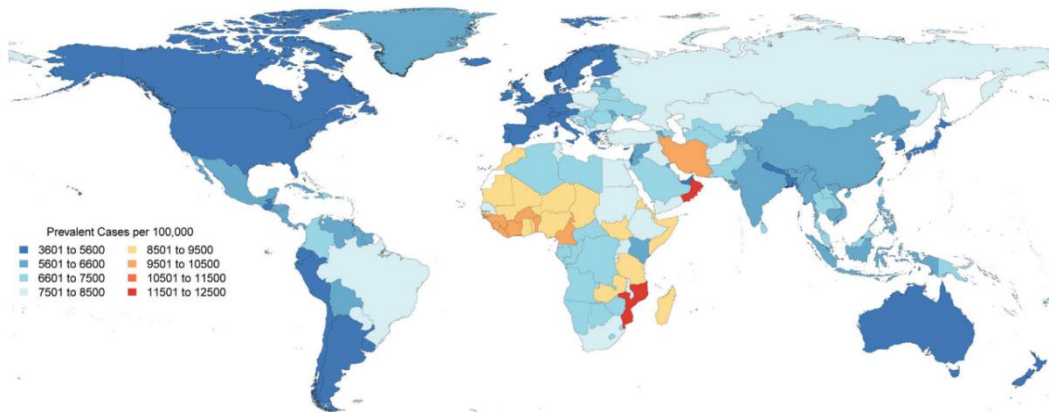 Prevalent Cases per 100,000
3601 to 5600 8501 to 9500
5601 to 6600 9501 to 10500
6601 to 7500 10501 to 11500
7501 to 8500 11501 to 12500